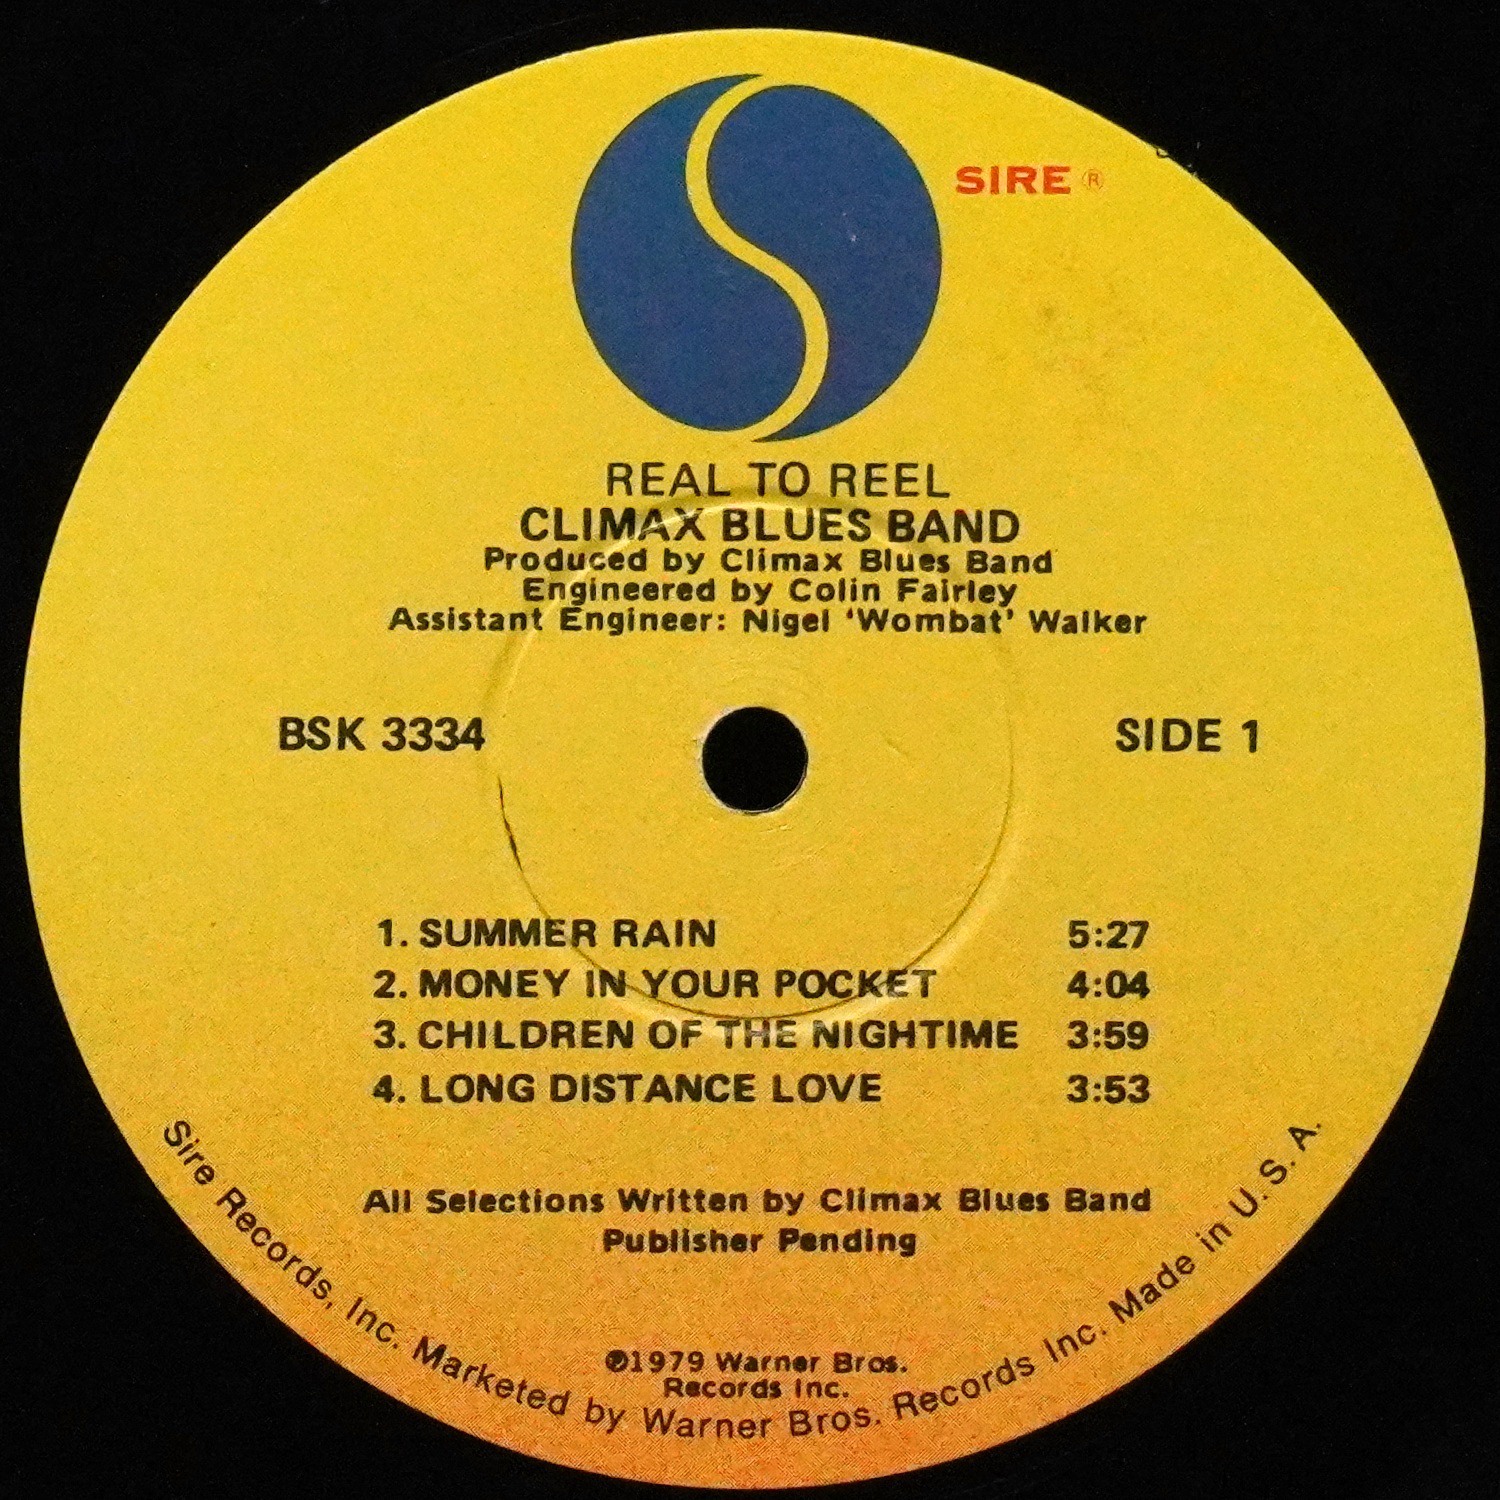 SIRE ®
REAL TO REEL
CLIMAX BLUES BAND
Produced by Climax Blues Band
Engineered by Colin Fairley
Assistant Engineer: Nigel ‘Wombat’ Walker
BSK 3334
SIDE 1
1. SUMMER RAIN 5:27
2. MONEY IN YOUR POCKET 4:04
3. CHILDREN OF THE NIGHTIME 3:59
4. LONG DISTANCE LOVE 3:53
All Selections Written by Climax Blues Band
Publisher Pending
℗1979 Warner Bros.
Records Inc.
Sire Records, Inc. Marketed by Warner Bros. Records Inc. Made in U. S. A.